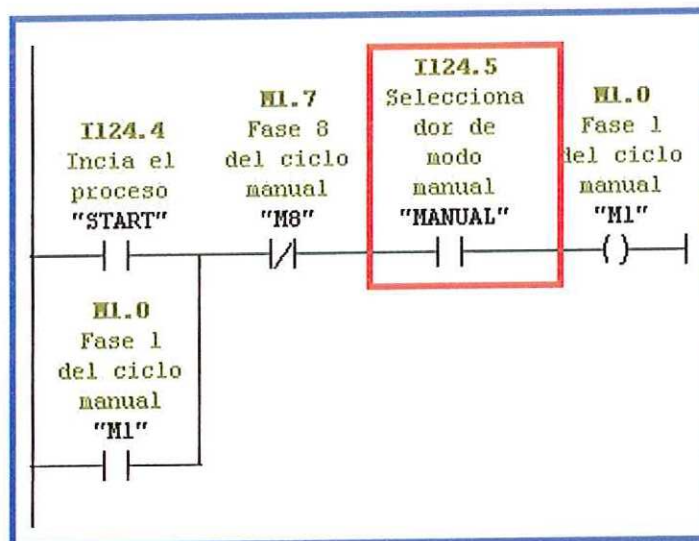 I124.4
Incia el
proceso
"START"
M1.7
Fase 8
del ciclo
manual
"M8"
I124.5
Selecciona
dor de
modo
manual
"MANUAL"
M1.0
Fase 1
del ciclo
manual
"M1"
M1.0
Fase 1
del ciclo
manual
"M1"